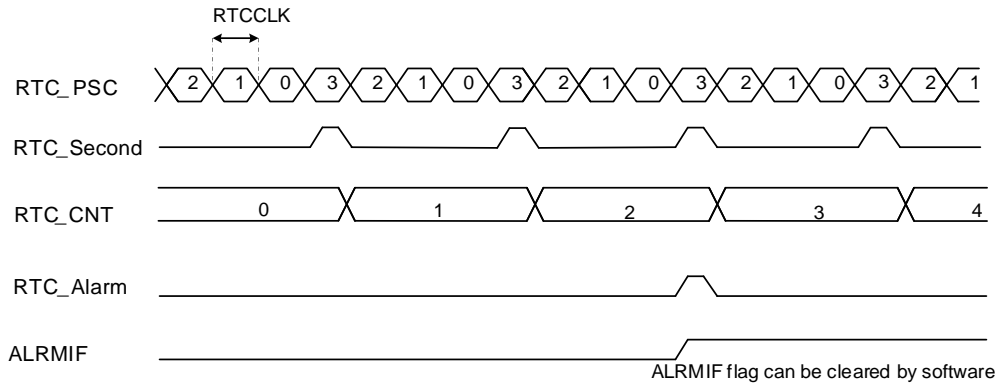 RTCCLK
RTC_PSC 2 1 0 3 2 1 0 3 2 1 0 3 2 1 0 3 2 1
RTC_Second
RTC_CNT 0 1 2 3 4
RTC_Alarm
ALRMIF
ALRMIF flag can be cleared by software